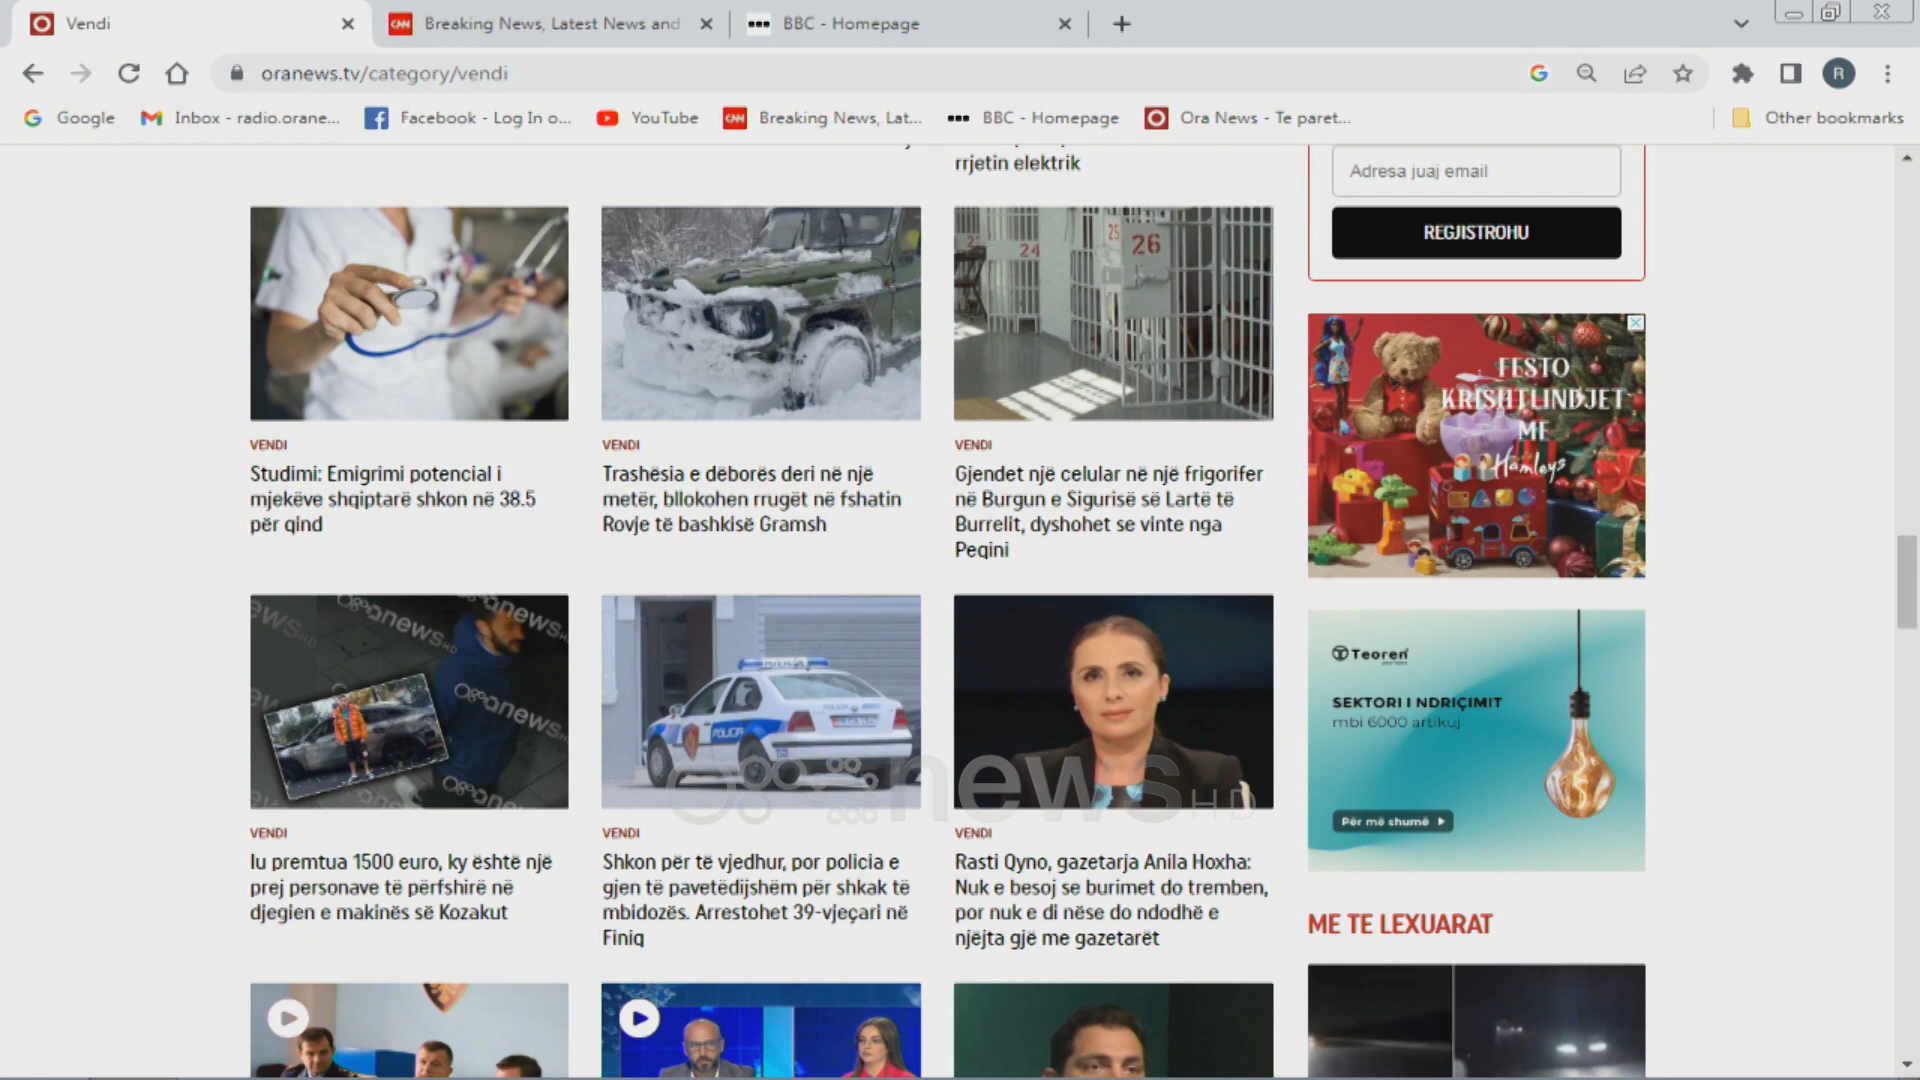 Vendi
Breaking News, Latest News and
BBC - Homepage
oranews.tv/category/vendi
R
Google
Inbox - radio.orane...
Facebook - Log In o...
YouTube
Breaking News, Lat...
BBC - Homepage
Ora News - Te paret...
Other bookmarks
rrjetin elektrik
Adresa juaj email
REGJISTROHU
24
25
26
FESTO
KRISHTLINDJET
ME
Hamleys
VENDI
Studimi: Emigrimi potencial i
mjekëve shqiptarë shkon në 38.5
për qind
VENDI
Trashësia e dëborës deri në një
metër, bllokohen rrugët në fshatin
Rovje të bashkisë Gramsh
VENDI
Gjendet një celular në një frigorifer
në Burgun e Sigurisë së Lartë të
Burrelit, dyshohet se vinte nga
Peqini
Teoren
SEKTORI I NDRIÇIMIT
mbi 6000 artikuj
Për më shumë
news HD
VENDI
Iu premtua 1500 euro, ky është një
prej personave të përfshirë në
djegien e makinës së Kozakut
VENDI
Shkon për të vjedhur, por policia e
gjen të pavetëdijshëm për shkak të
mbidozës. Arrestohet 39-vjeçari në
Finiq
VENDI
Rasti Qyno, gazetarja Anila Hoxha:
Nuk e besoj se burimet do tremben,
por nuk e di nëse do ndodhë e
njëjta gjë me gazetarët
ME TE LEXUARAT